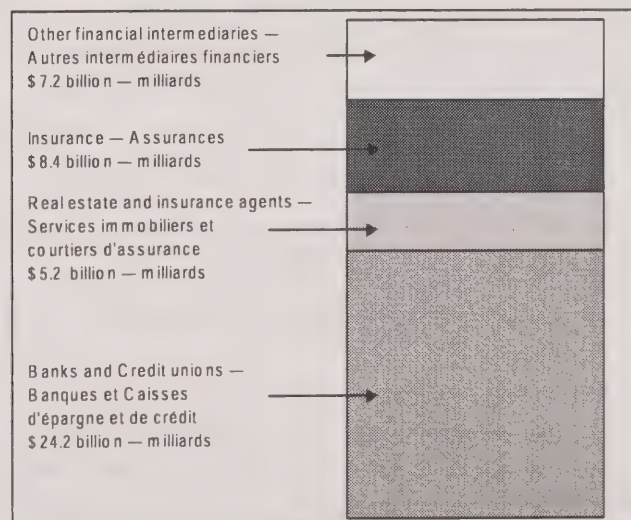 Other financial intermediaries —
Autres intermédiaires financiers
$7.2 billion — milliards
Insurance — Assurances
$8.4 billion — milliards
Real estate and insurance agents —
Services immobiliers et
courtiers d'assurance
$5.2 billion — milliards
Banks and Credit unions —
Banques et Caisses
d'épargne et de crédit
$24.2 billion — milliards